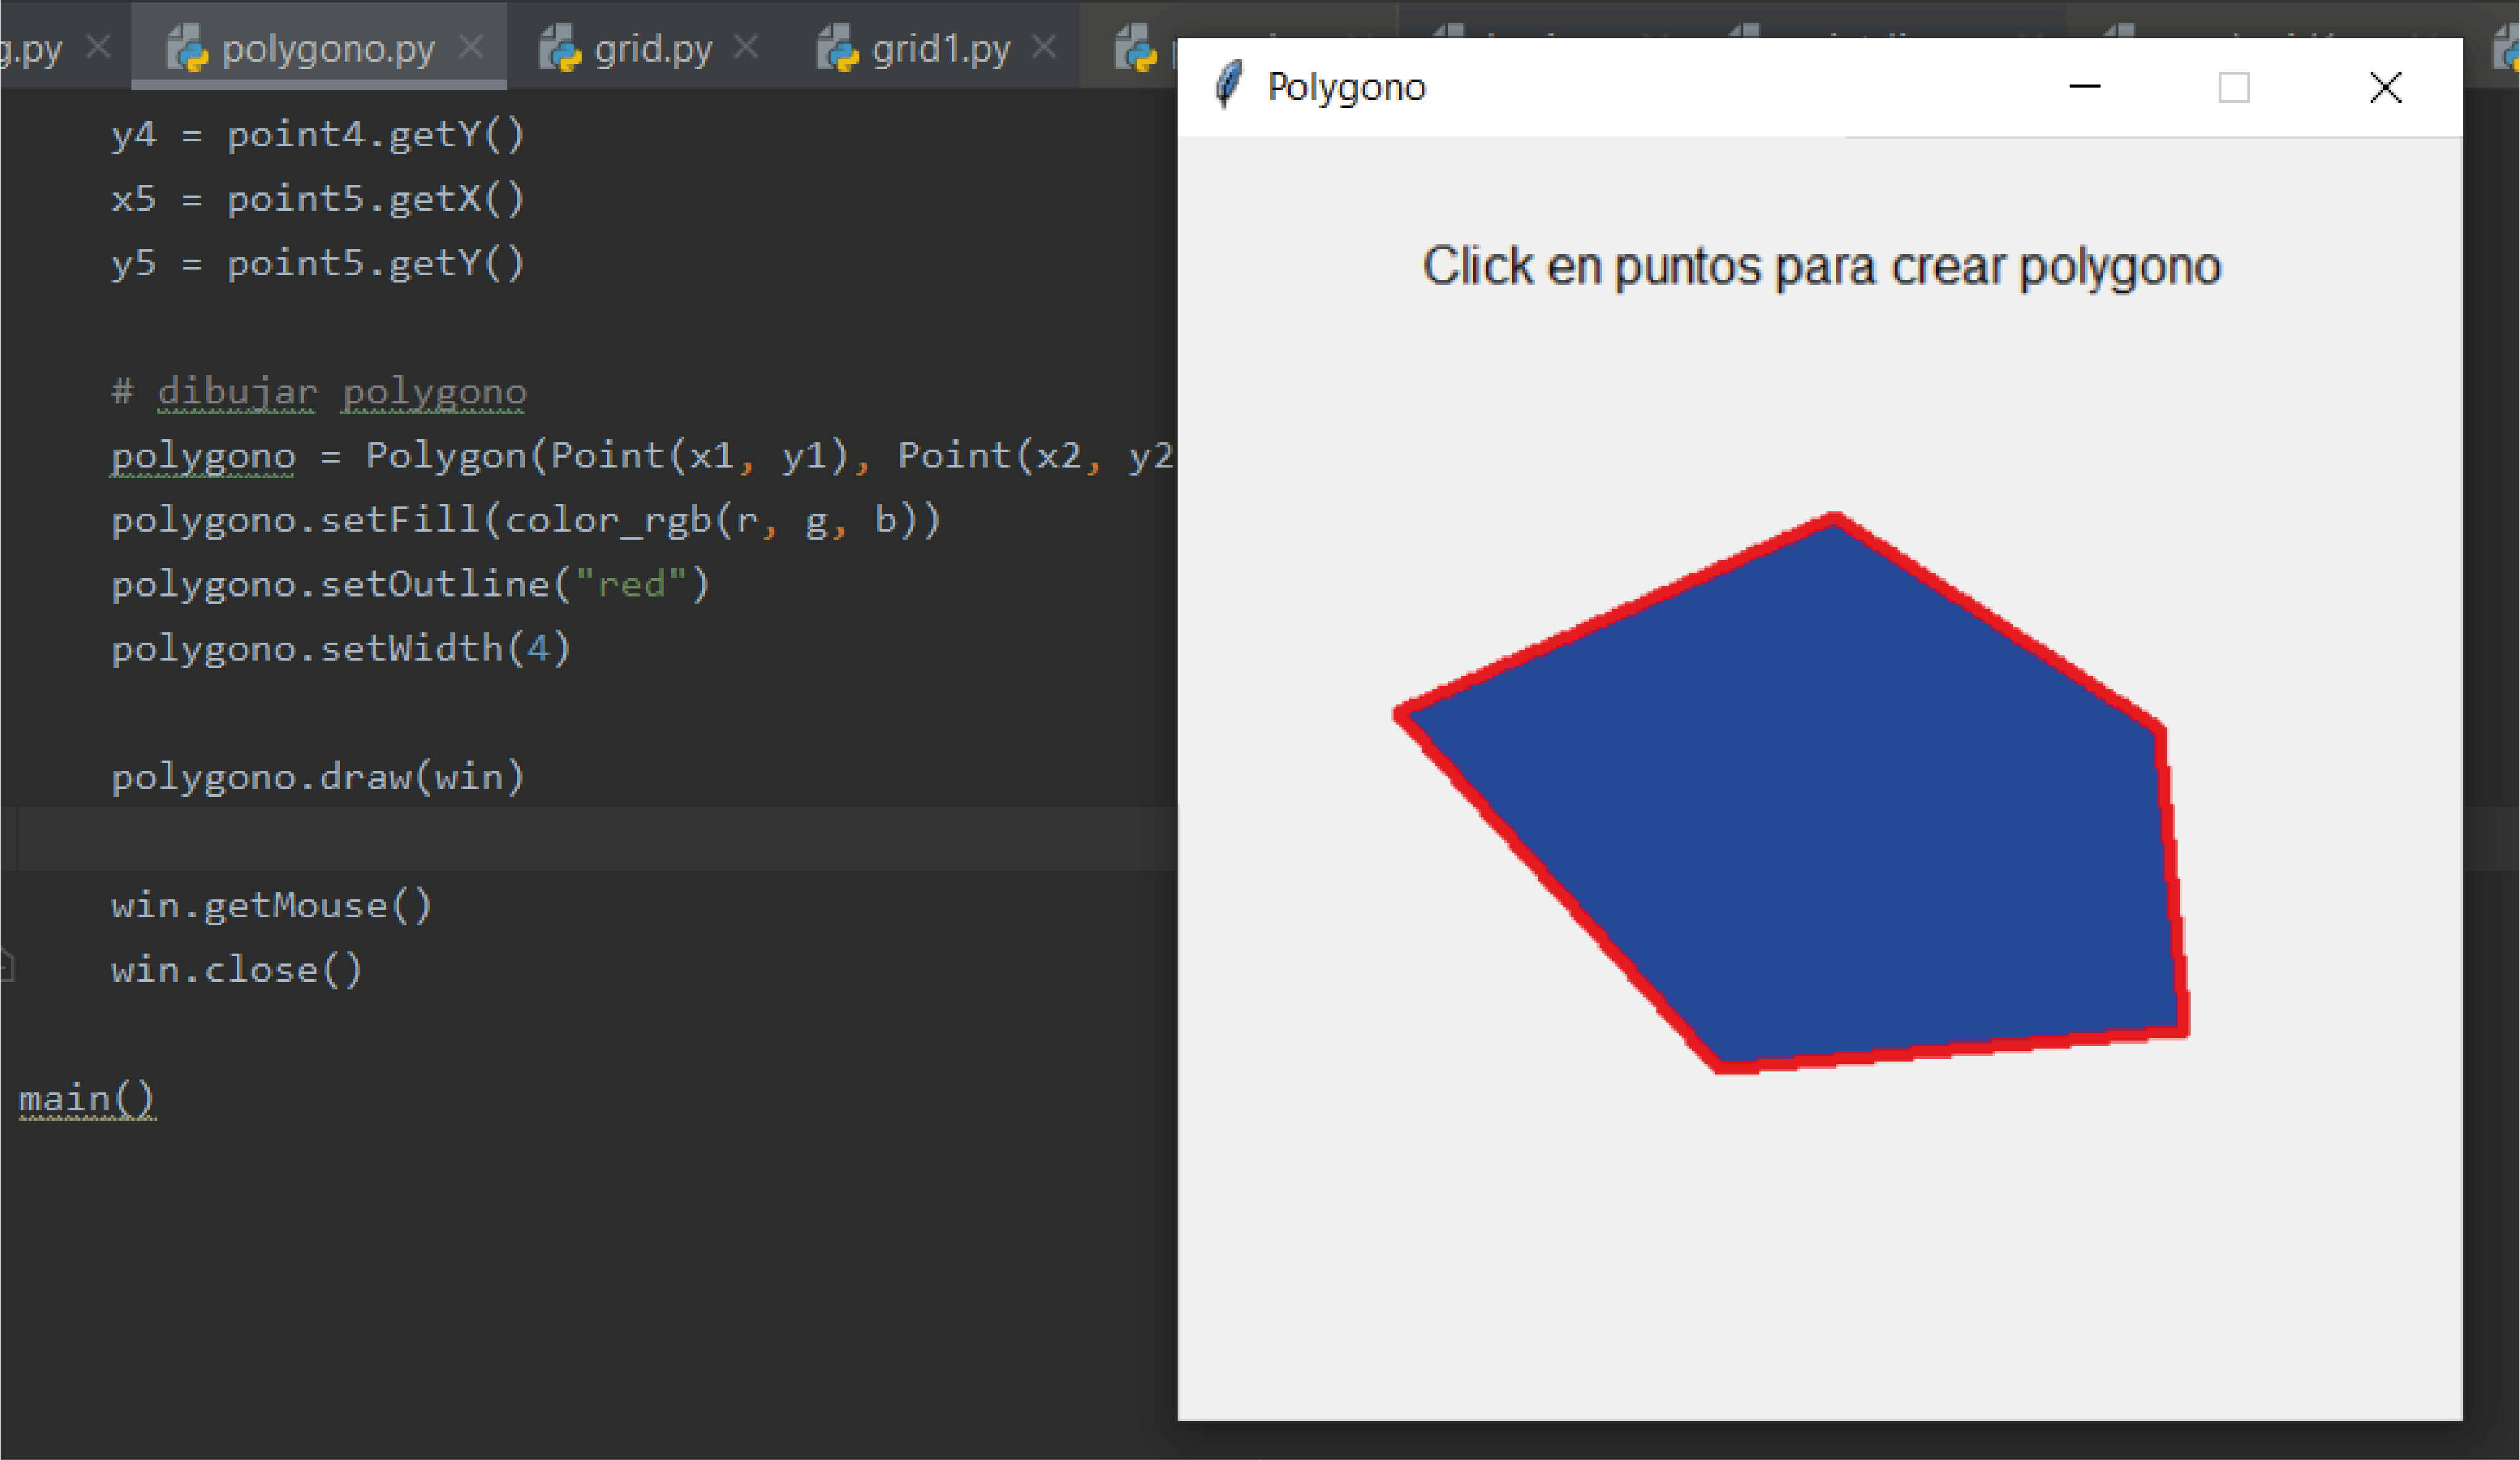 g.py polygono.py grid.py grid1.py
y4 = point4.getY()
x5 = point5.getX()
y5 = point5.getY()
# dibujar polygono
polygono = Polygon(Point(x1, y1), Point(x2, y2
polygono.setFill(color_rgb(r, g, b))
polygono.setOutline("red")
polygono.setWidth(4)
polygono.draw(win)
win.getMouse()
win.close()
main()
Polygono
Click en puntos para crear polygono